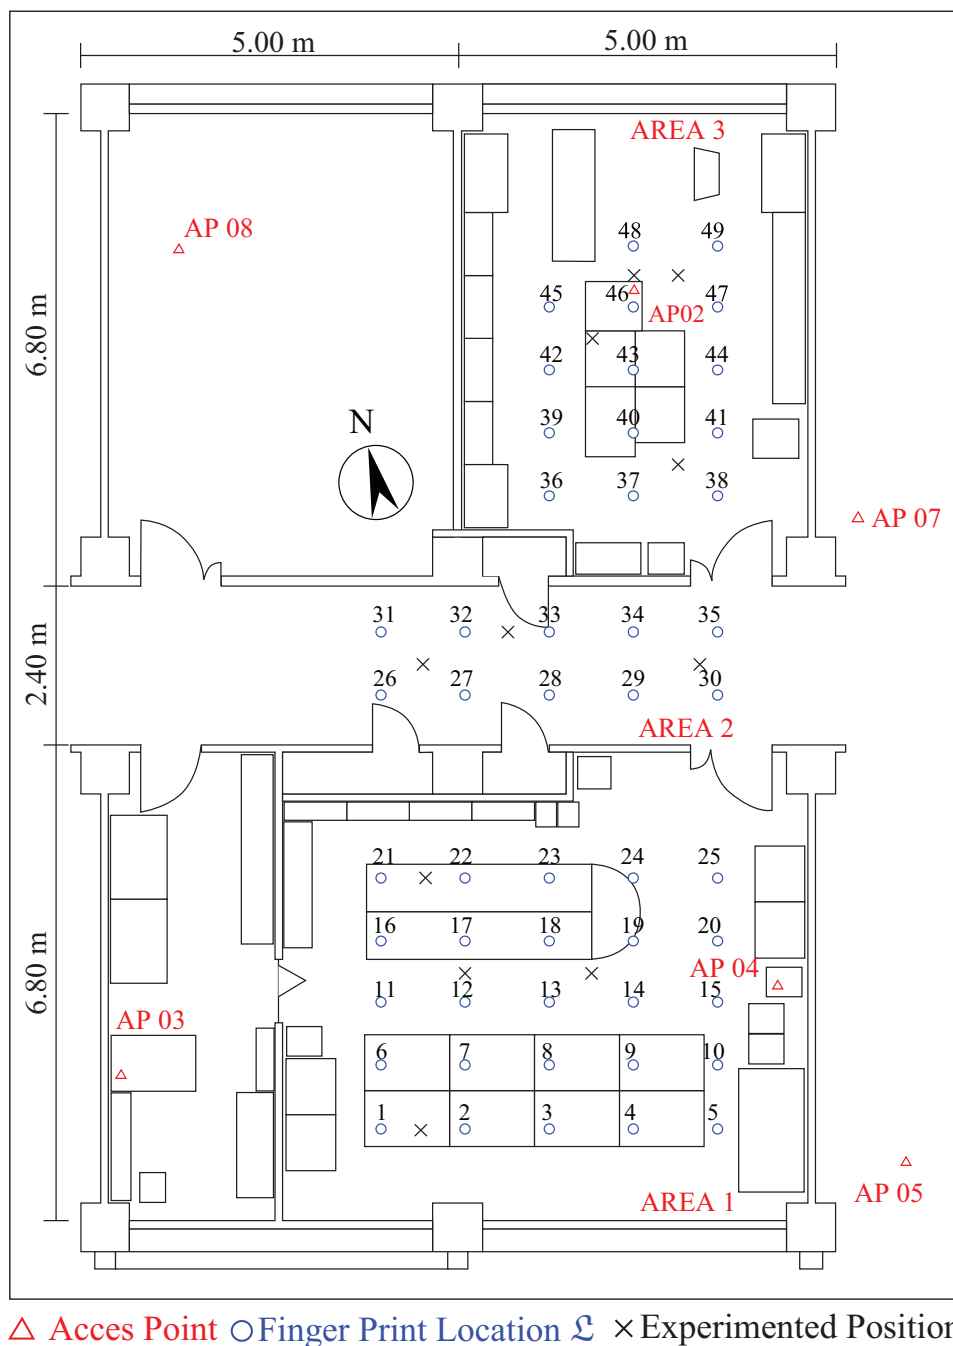 5.00 m 5.00 m
AREA 3
AP 08
48 49
45 46 47
AP02
6.80 m
42 43 44
N
39 40 41
36 37 38
AP 07
31 32 33 34 35
2.40 m
26 27 28 29 30
AREA 2
21 22 23 24 25
16 17 18 19 20
AP 04
6.80 m
11 12 13 14 15
AP 03
6 7 8 9 10
1 2 3 4 5
AP 05
AREA 1
Acces Point Finger Print Location 𝔏 Experimented Position